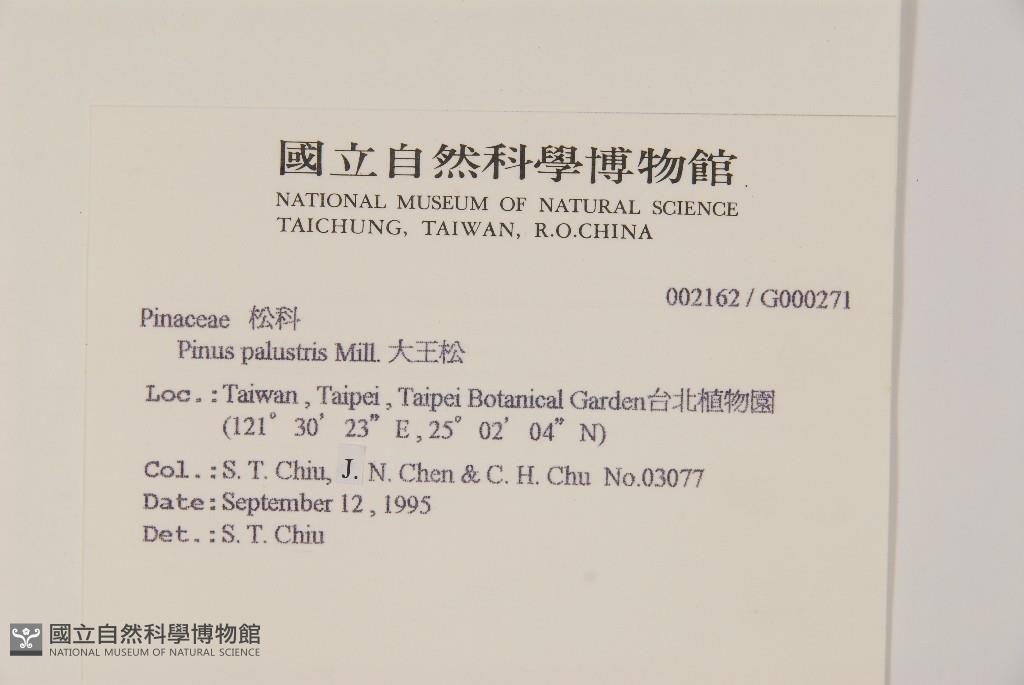 國立自然科學博物館
NATIONAL MUSEUM OF NATURAL SCIENCE
TAICHUNG, TAIWAN, R.O.CHINA
002162 / G000271
Pinaceae 松科
Pinus palustris Mill. 大王松
Loc.: Taiwan , Taipei , Taipei Botanical Garden台北植物園
(121° 30' 23" E , 25° 02' 04" N)
Col.: S. T. Chiu, J. N. Chen & C. H. Chu No.03077
Date: September 12 , 1995
Det.: S. T. Chiu
國立自然科學博物館
NATIONAL MUSEUM OF NATURAL SCIENCE